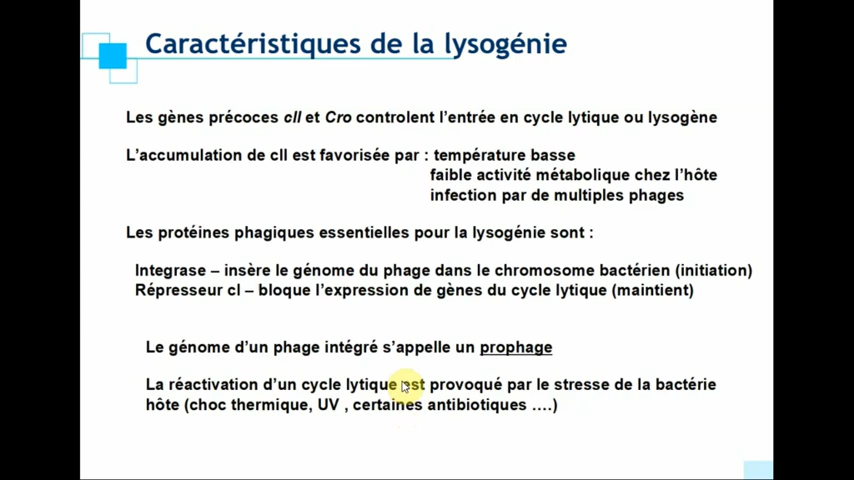 Caractéristiques de la lysogénie
Les gènes précoces cII et Cro controlent l'entrée en cycle lytique ou lysogène
L'accumulation de cII est favorisée par : température basse
faible activité métabolique chez l'hôte
infection par de multiples phages
Les protéines phagiques essentielles pour la lysogénie sont :
Integrase – insère le génome du phage dans le chromosome bactérien (initiation)
Répresseur cI – bloque l'expression de gènes du cycle lytique (maintient)
Le génome d'un phage intégré s'appelle un prophage
La réactivation d'un cycle lytique est provoqué par le stresse de la bactérie
hôte (choc thermique, UV , certaines antibiotiques ….)